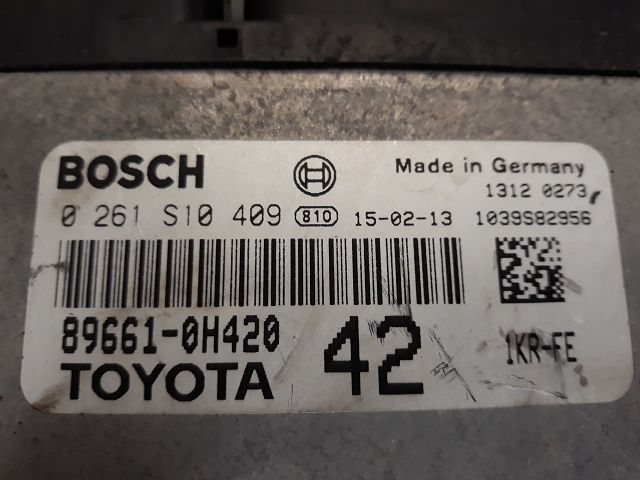 BOSCH
Made in Germany
1312 0273
0 261 S10 409 810 15-02-13 1039S82956
89661-0H420 42 1KR-FE
TOYOTA